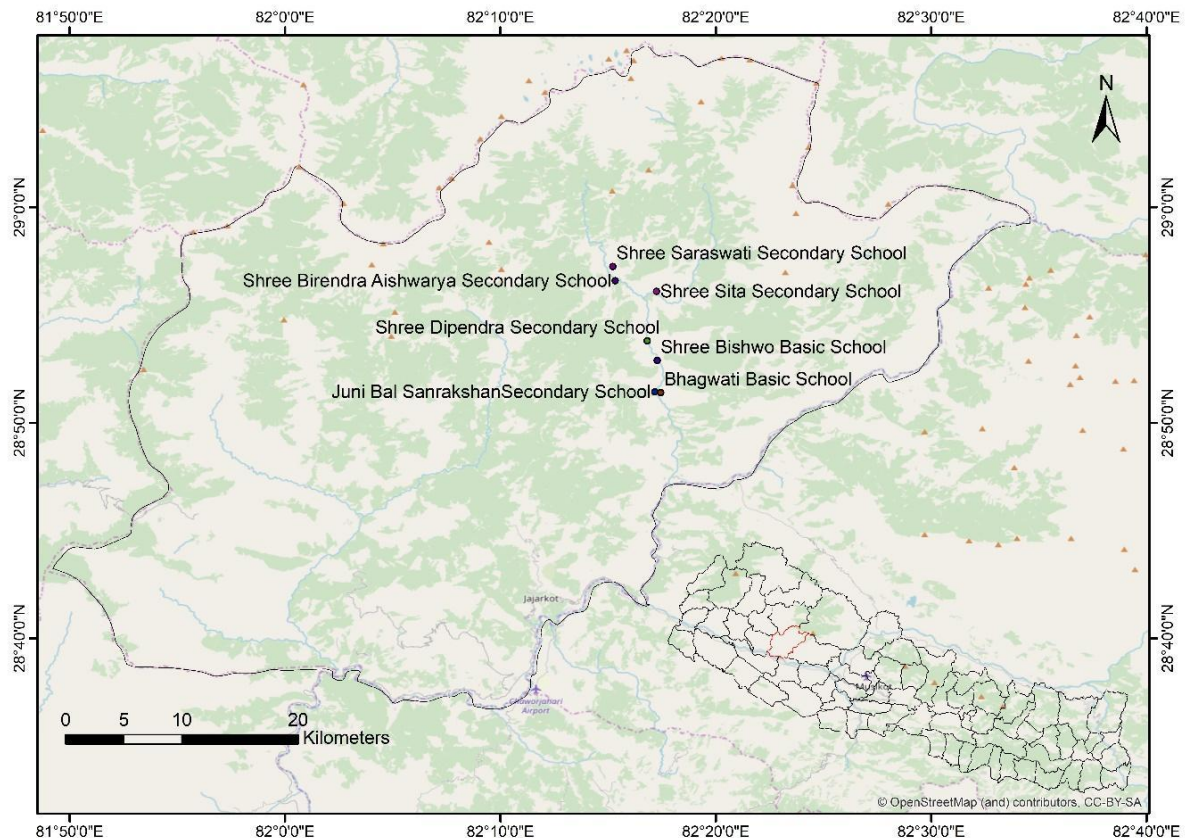 81°50'0"E 82°0'0"E 82°10'0"E 82°20'0"E 82°30'0"E 82°40'0"E
N
29°0'0"N 29°0'0"N
Shree Saraswati Secondary School
Shree Birendra Aishwarya Secondary School
Shree Sita Secondary School
Shree Dipendra Secondary School
Shree Bishwo Basic School
Bhagwati Basic School
Juni Bal SanrakshanSecondary School
28°50'0"N 28°50'0"N
Jajarkot
28°40'0"N 28°40'0"N
Musikot
Chaworjahari
Airport
0 5 10 20
Kilometers
© OpenStreetMap (and) contributors, CC-BY-SA
81°50'0"E 82°0'0"E 82°10'0"E 82°20'0"E 82°30'0"E 82°40'0"E